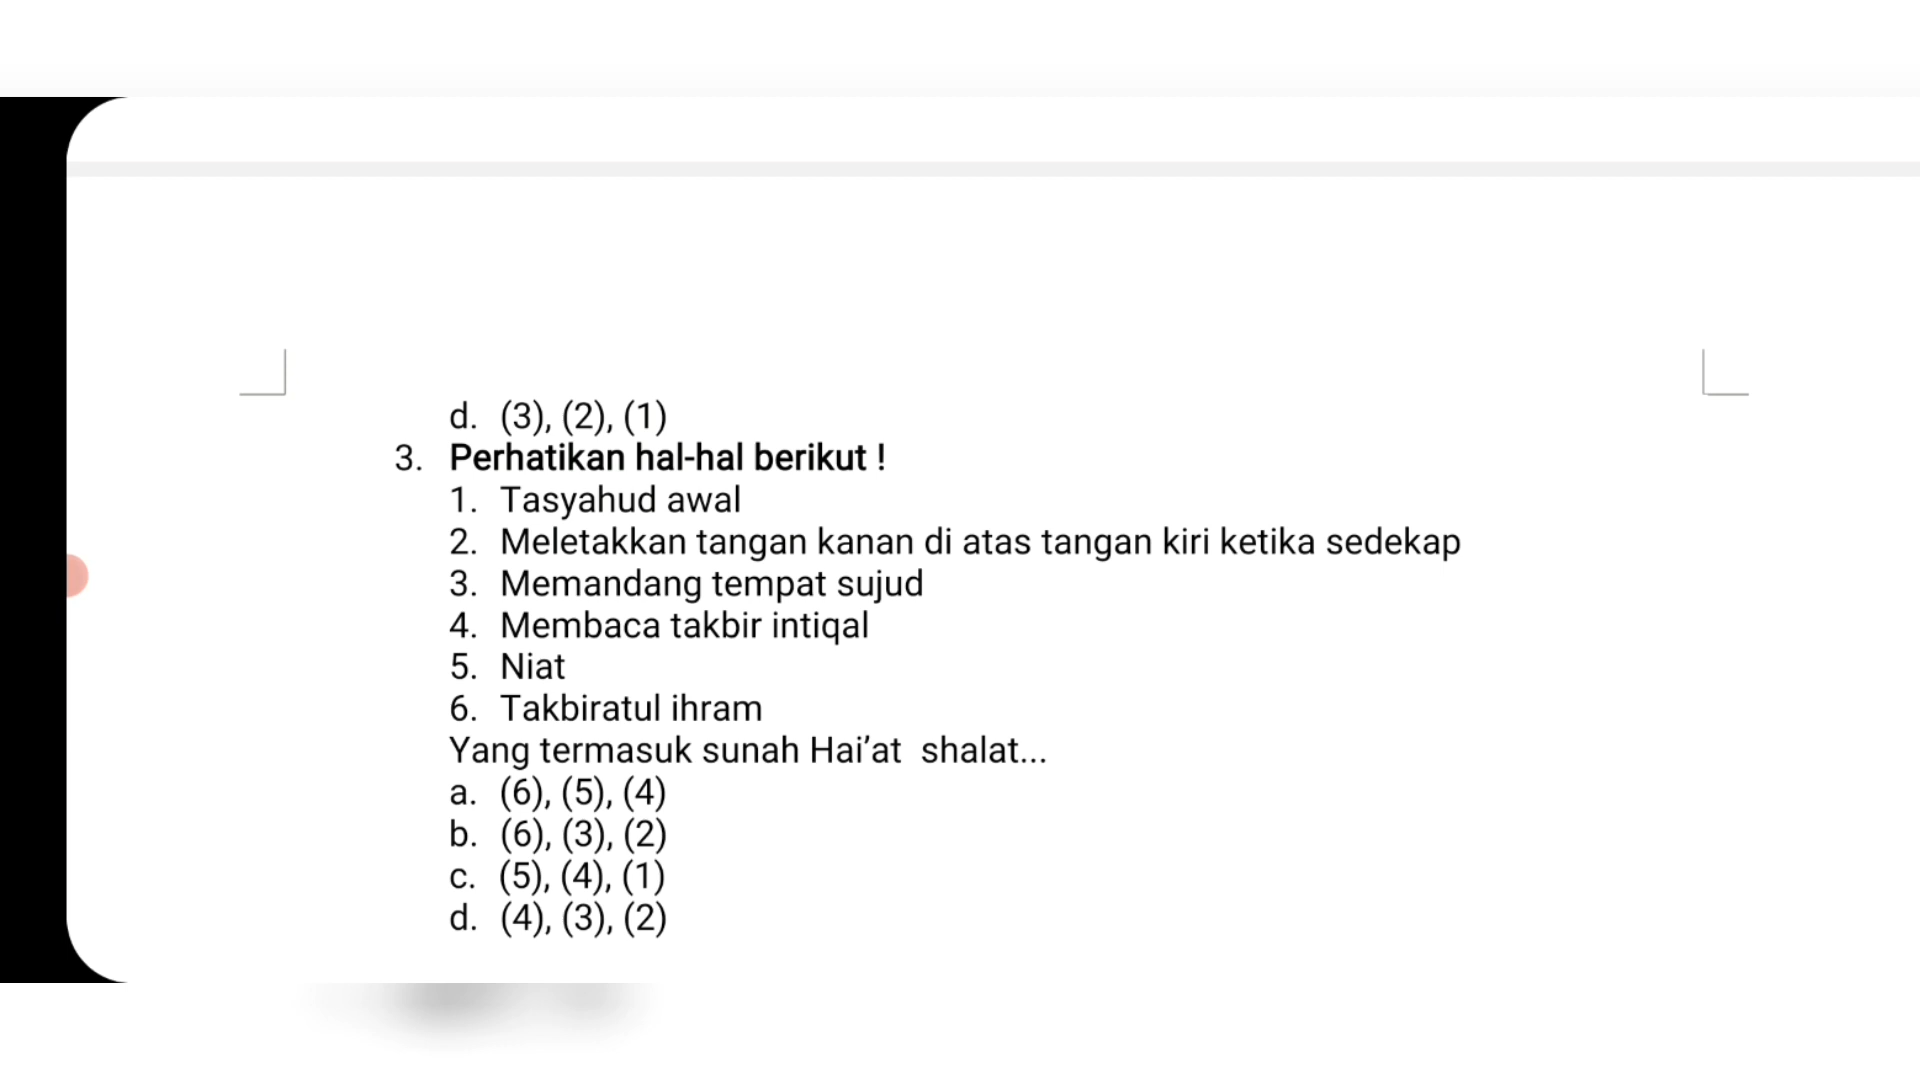 d. (3), (2), (1)
3. Perhatikan hal-hal berikut !
1. Tasyahud awal
2. Meletakkan tangan kanan di atas tangan kiri ketika sedekap
3. Memandang tempat sujud
4. Membaca takbir intiqal
5. Niat
6. Takbiratul ihram
Yang termasuk sunah Hai’at  shalat...
a. (6), (5), (4)
b. (6), (3), (2)
c. (5), (4), (1)
d. (4), (3), (2)